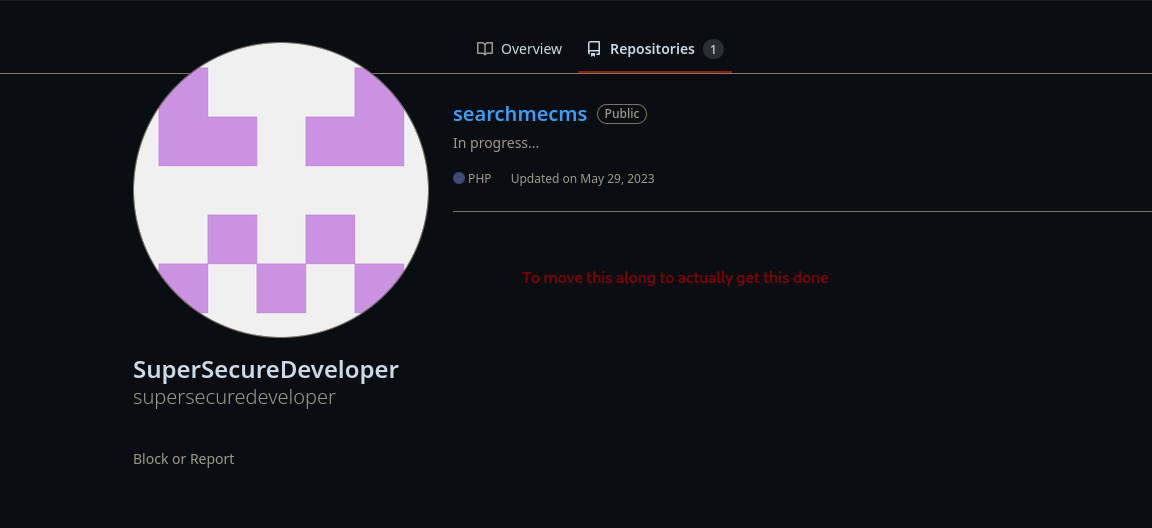 Overview Repositories 1
searchmecms Public
In progress...
PHP Updated on May 29, 2023
To move this along to actually get this done
SuperSecureDeveloper
supersecuredeveloper
Block or Report